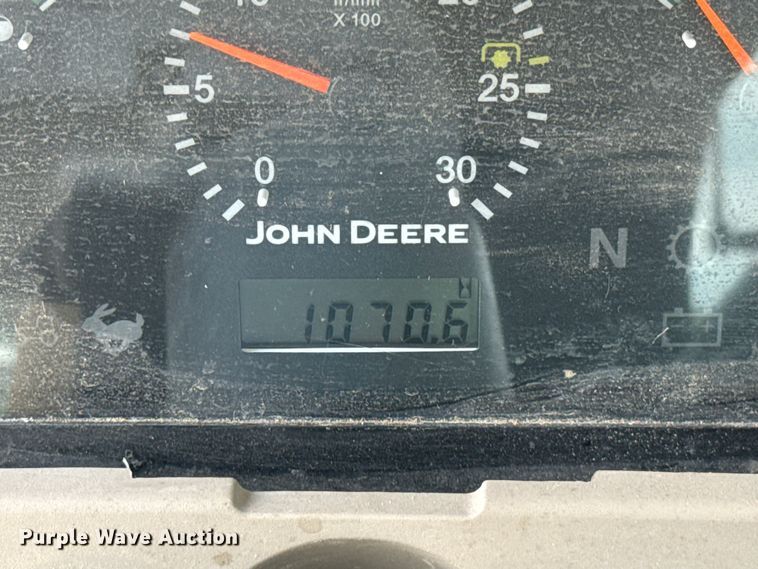 X 100
5
25
0
30
JOHN DEERE
N
1070.6
Purple Wave Auction